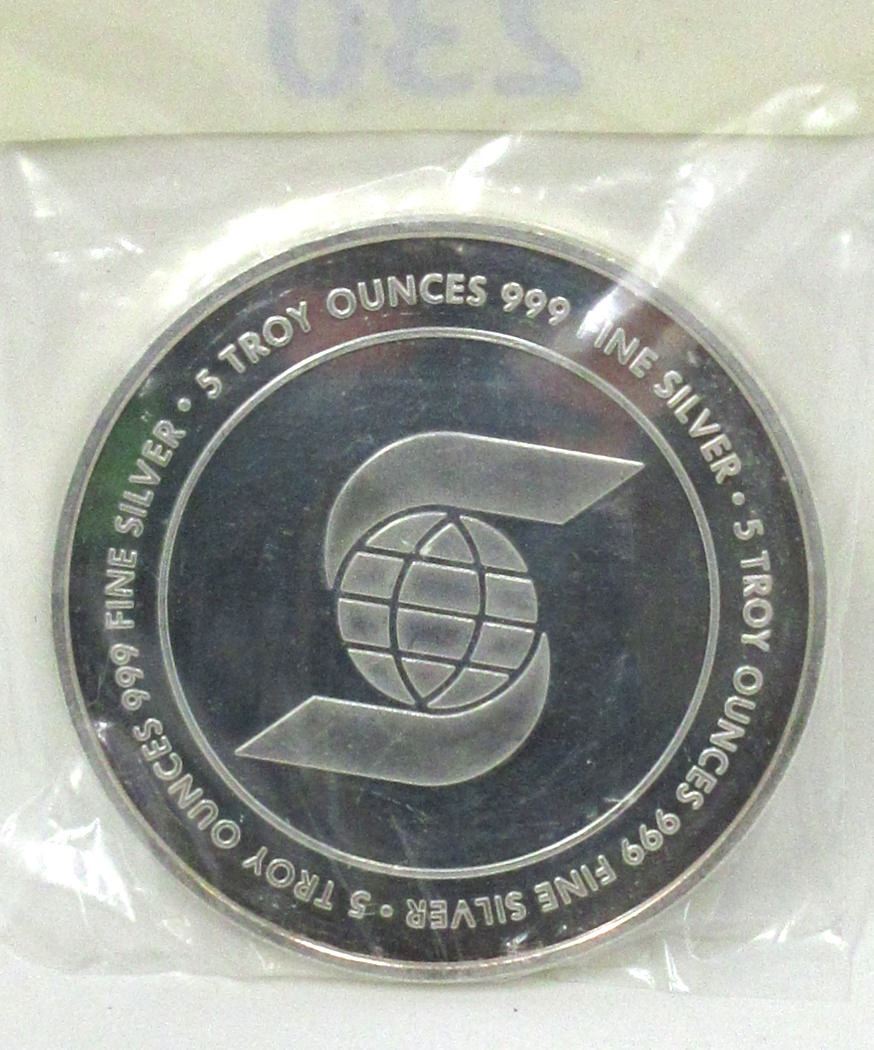 230
5 TROY OUNCES 999 FINE SILVER • 5 TROY OUNCES 999 FINE SILVER • 5 TROY OUNCES 999 FINE SILVER •